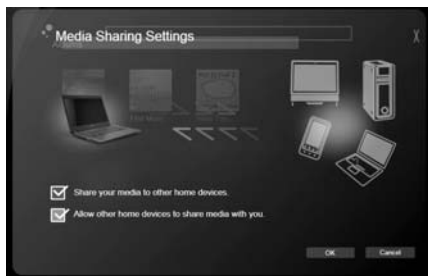 Media Sharing Settings
Share your media to other home devices.
Allow other home devices to share media with you.
OK
Cancel